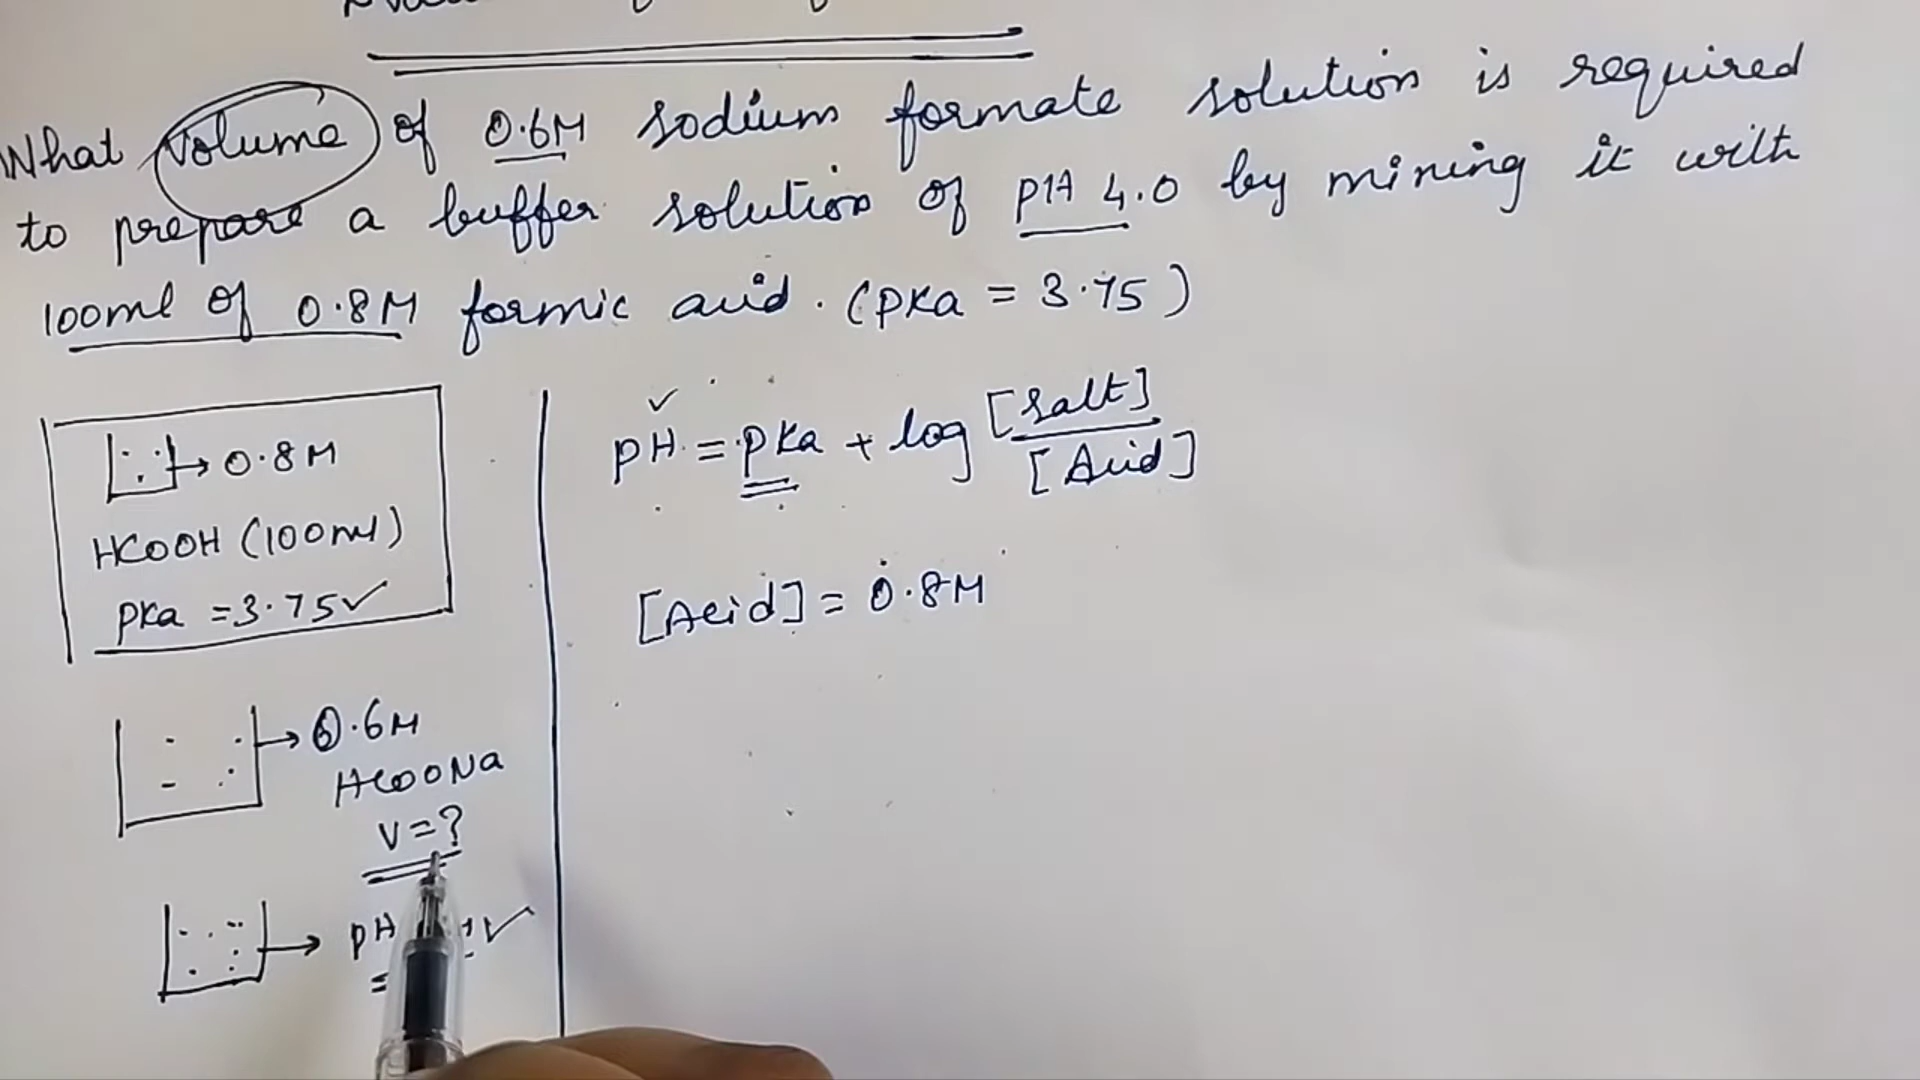 What volume of 0.6M sodium formate solution is required
to prepare a buffer solution of pH 4.0 by mixing it with
100ml of 0.8M formic acid. (pKa = 3.75)
→ 0.8M
HCOOH (100ml)
pKa = 3.75 ✓
→ 0.6M
HCOONa
V = ?
→ pH ✓
✓
pH = pKa + log [Salt]
[Acid]
[Acid] = 0.8M